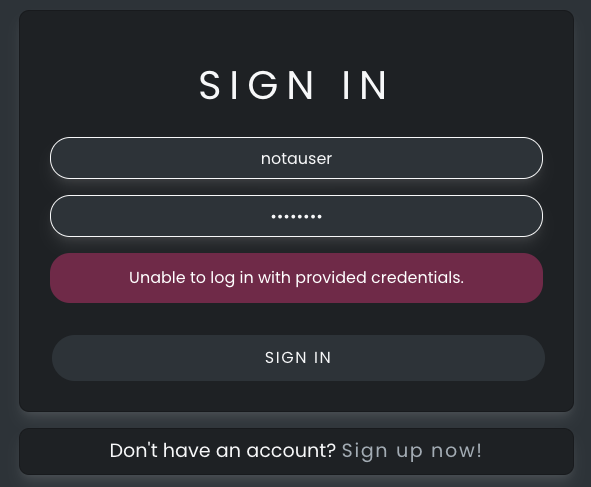 SIGN IN
notauser
••••••••
Unable to log in with provided credentials.
SIGN IN
Don't have an account? Sign up now!